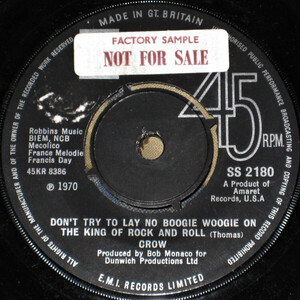 MADE IN GT. BRITAIN
FACTORY SAMPLE
NOT FOR SALE
45
R.P.M.
Robbins Music
BIEM, NCB
Mecolico
France Melodie
Francis Day
45KR 8386
℗ 1970
SS 2180
A Product of
Amaret
Records, U.S.A
DON'T TRY TO LAY NO BOOGIE WOOGIE ON
THE KING OF ROCK AND ROLL (Thomas)
CROW
Produced by Bob Monaco for
Dunwich Productions Ltd
E.M.I. RECORDS LIMITED
ALL RIGHTS OF THE MANUFACTURER AND OF THE OWNER OF THE RECORDED WORK RESERVED
UNAUTHORISED PUBLIC PERFORMANCE BROADCASTING AND COPYING OF THIS RECORD PROHIBITED